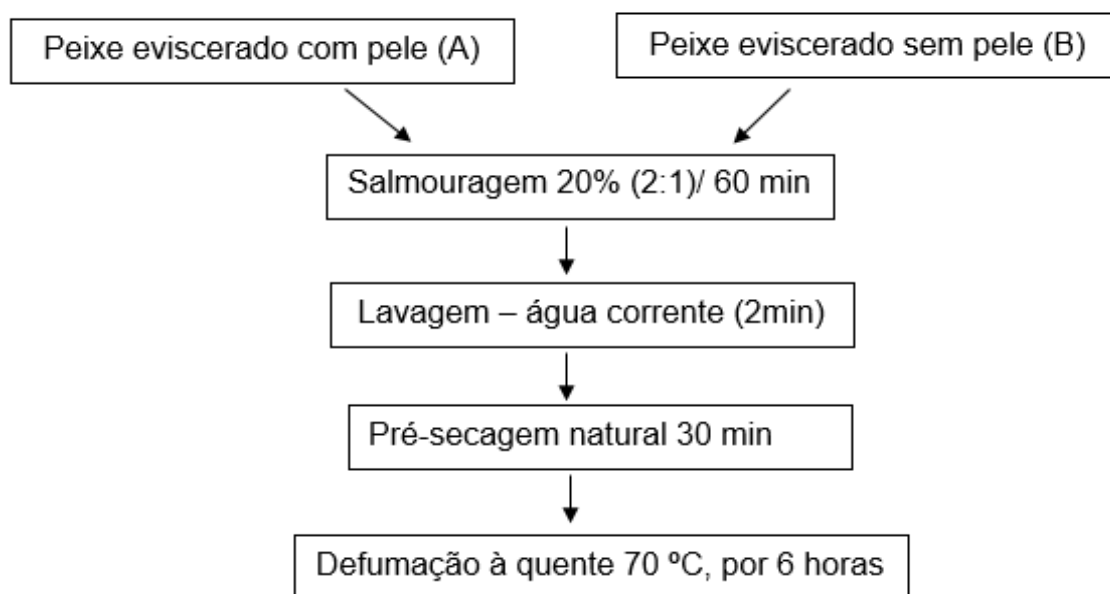 Peixe eviscerado com pele (A)
Peixe eviscerado sem pele (B)
Salmouragem 20% (2:1)/ 60 min
Lavagem – água corrente (2min)
Pré-secagem natural 30 min
Defumação à quente 70 ºC, por 6 horas